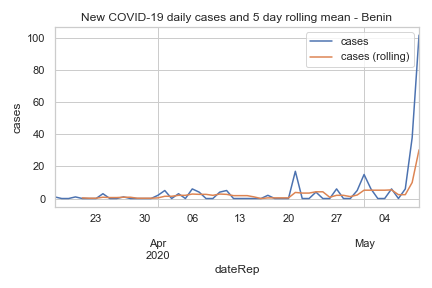 New COVID-19 daily cases and 5 day rolling mean - Benin
cases
cases (rolling)
100
80
60
40
20
0
cases
23
30
06
13
20
27
04
Apr
2020
May
dateRep